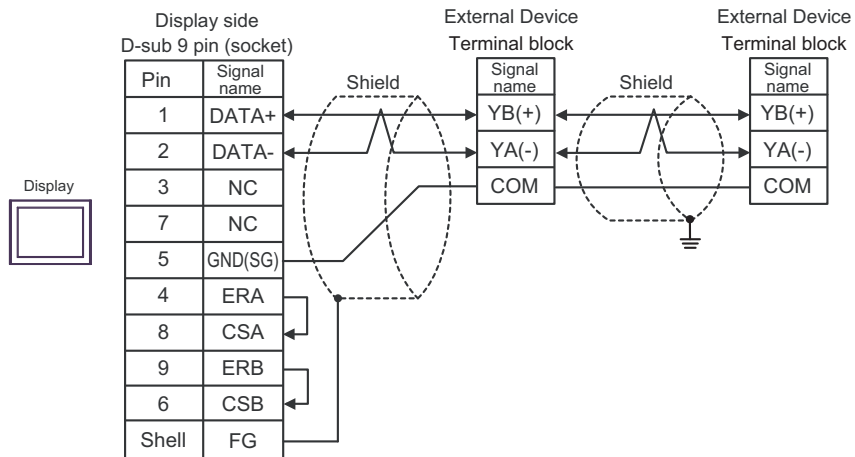 Display side
D-sub 9 pin (socket)
Pin
Signal
name
1 DATA+
2 DATA-
3 NC
7 NC
5 GND(SG)
4 ERA
8 CSA
9 ERB
6 CSB
Shell FG
Display
Shield
External Device
Terminal block
Signal
name
YB(+)
YA(-)
COM
Shield
External Device
Terminal block
Signal
name
YB(+)
YA(-)
COM